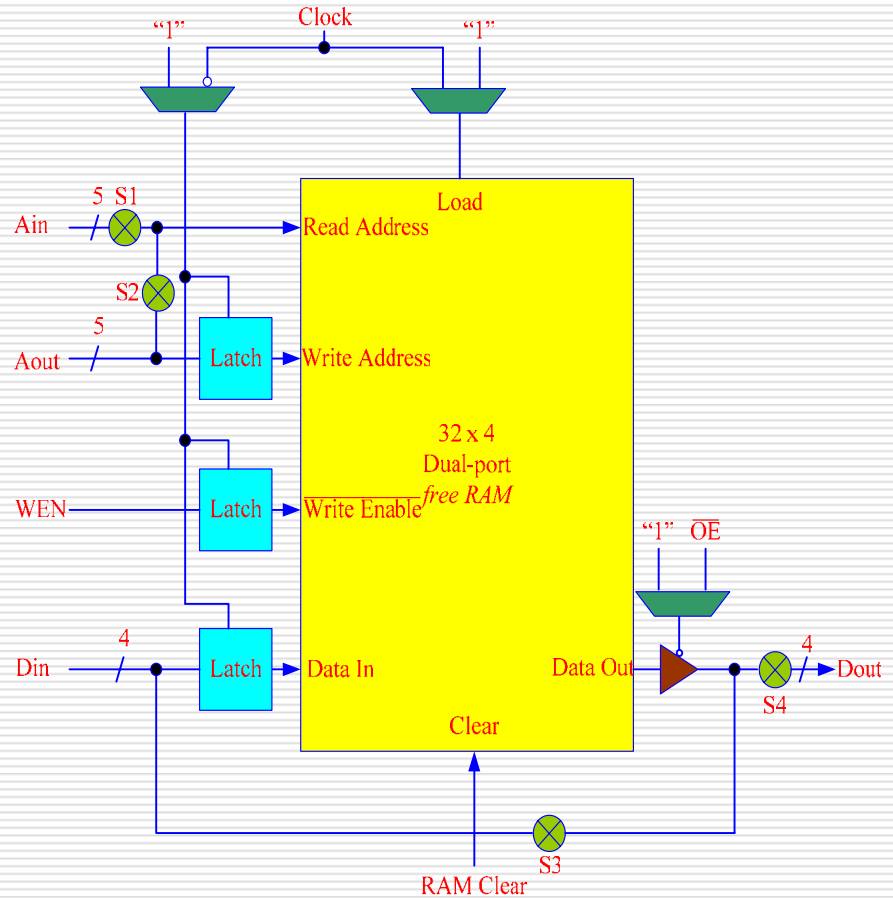 Clock
“1”
“1”
Load
5
S1
Ain
Read Address
S2
5
Aout
Latch
Write Address
32 x 4
Dual-port
free RAM
WEN
Latch
Write Enable
“1”
OE
4
Din
Latch
Data In
Data Out
4
Dout
S4
Clear
S3
RAM Clear